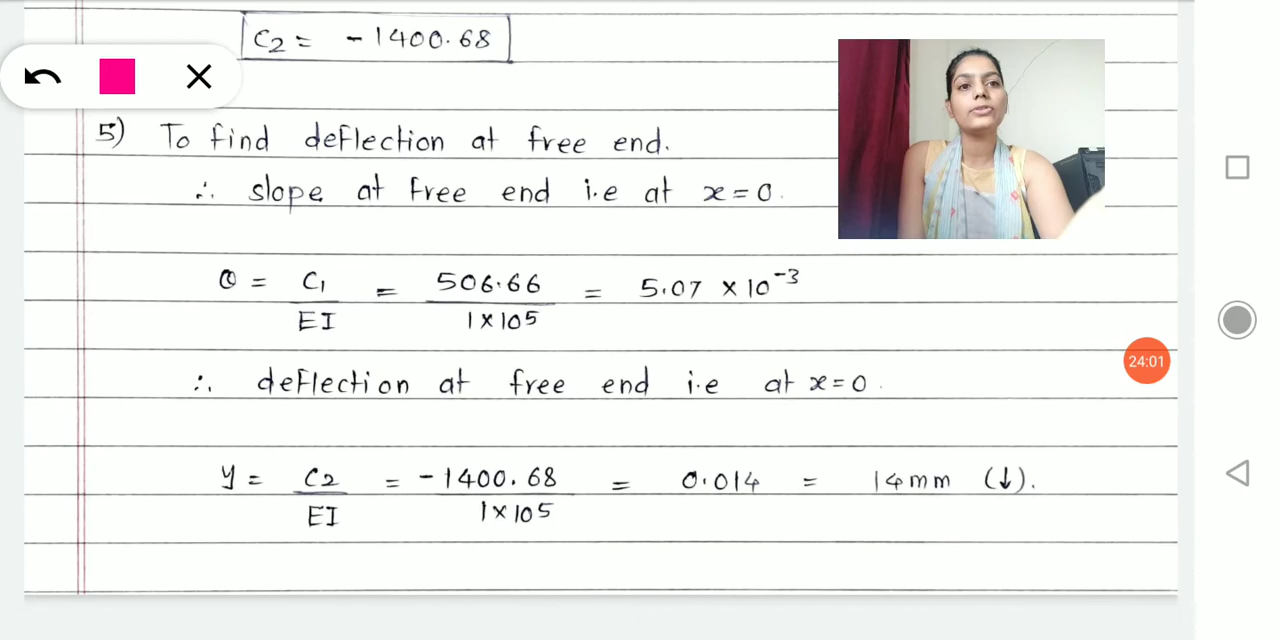 C₂ = - 1400.68
5) To find deflection at free end.
∴ slope at free end i.e at x = 0.
θ = C₁/EI = 506.66/1 × 10⁵ = 5.07 × 10⁻³
24:01
∴ deflection at free end i.e at x = 0.
y = C₂/EI = -1400.68/1 × 10⁵ = 0.014 = 14mm (↓).